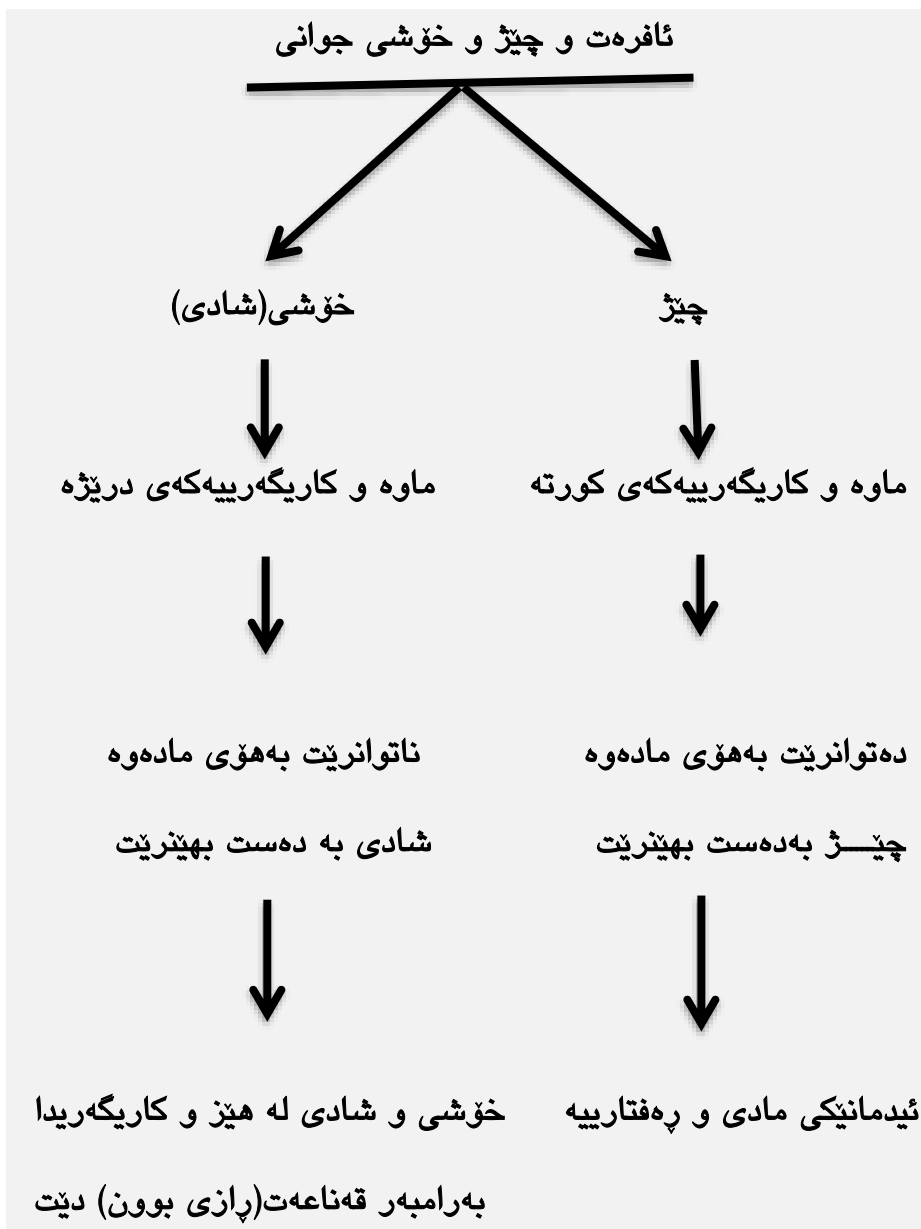 ئافرەت و چێژ و خۆشی جوانی
چێژ
خۆشی(شادی)
ماوە و کاریگەرییەکەی کورتە
ماوە و کاریگەرییەکەی درێژە
دەتوانرێت بەهۆی مادەوە
چێـــژ بەدەست بهێنرێت
ناتوانرێت بەهۆی مادەوە
شادی بە دەست بهێنرێت
ئیدمانێکی مادی و ڕەفتارییە
خۆشی و شادی لە هێز و کاریگەریدا
بەرامبەر قەناعەت(ڕازی بوون) دێت